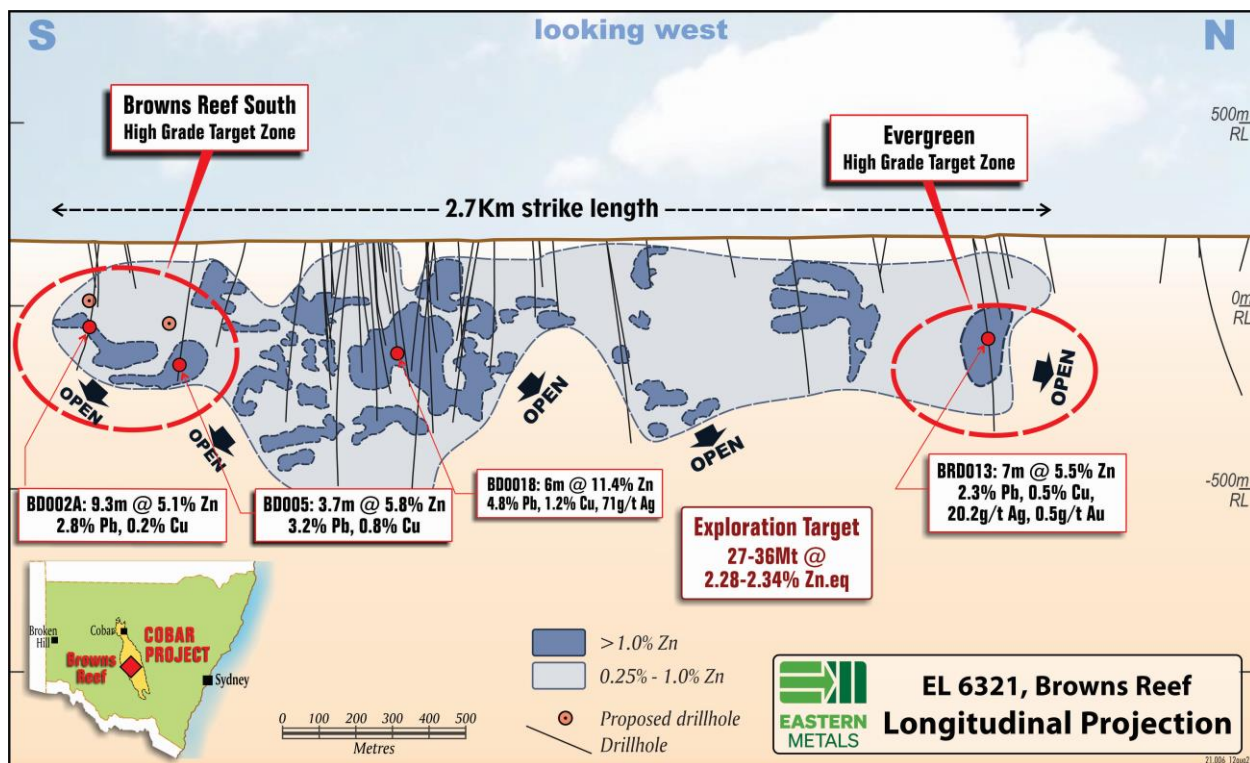 S
looking west
N
Browns Reef South
High Grade Target Zone
Evergreen
High Grade Target Zone
500m
RL
2.7Km strike length
0m
RL
OPEN
OPEN
OPEN
OPEN
OPEN
-500m
RL
BD002A: 9.3m @ 5.1% Zn
2.8% Pb, 0.2% Cu
BD005: 3.7m @ 5.8% Zn
3.2% Pb, 0.8% Cu
BD0018: 6m @ 11.4% Zn
4.8% Pb, 1.2% Cu, 71g/t Ag
BRD013: 7m @ 5.5% Zn
2.3% Pb, 0.5% Cu,
20.2g/t Ag, 0.5g/t Au
Exploration Target
27-36Mt @
2.28-2.34% Zn.eq
Broken
Hill
Cobar
COBAR
PROJECT
Browns
Reef
Sydney
0 100 200 300 400 500
Metres
>1.0% Zn
0.25% - 1.0% Zn
Proposed drillhole
Drillhole
EASTERN
METALS
EL 6321, Browns Reef
Longitudinal Projection